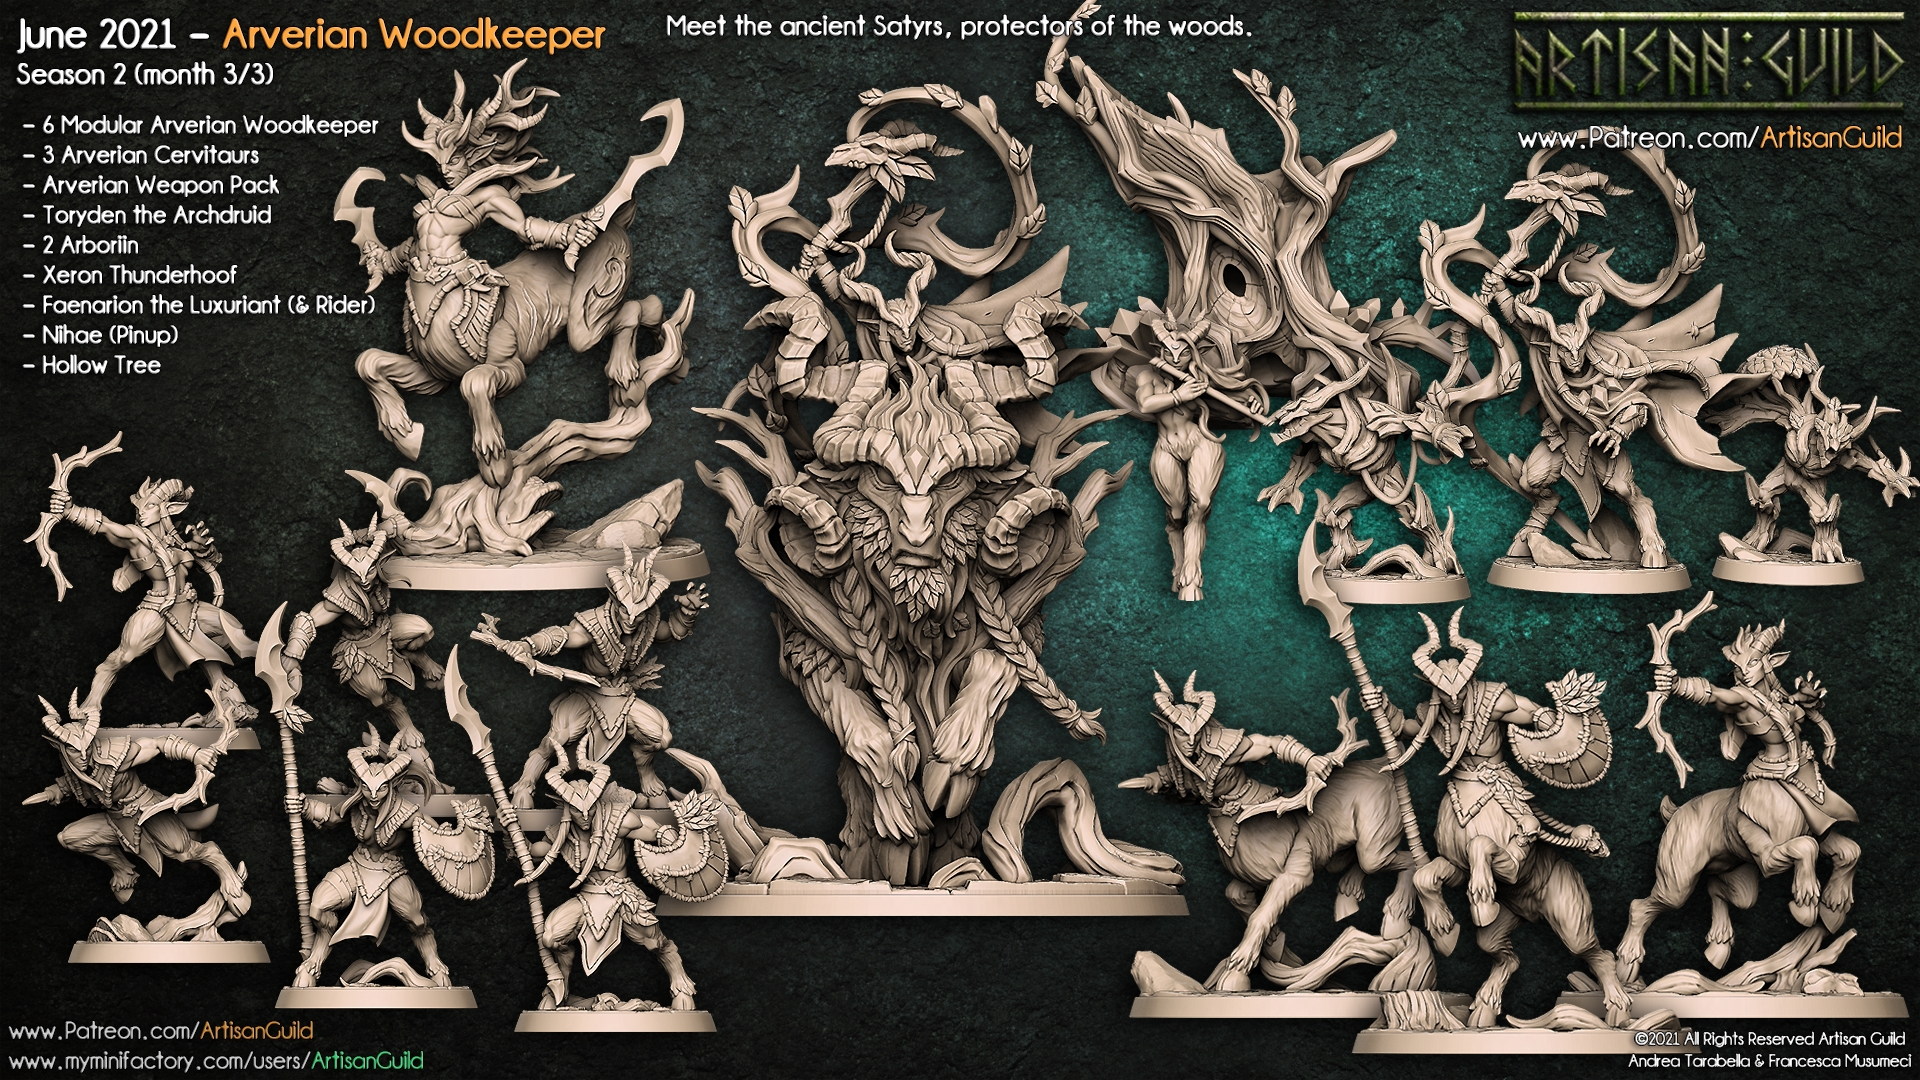 June 2021 - Arverian Woodkeeper
Season 2 (month 3/3)
Meet the ancient Satyrs, protectors of the woods.
ARTISAN:GUILD
www.Patreon.com/ArtisanGuild
- 6 Modular Arverian Woodkeeper
- 3 Arverian Cervitaurs
- Arverian Weapon Pack
- Toryden the Archdruid
- 2 Arboriin
- Xeron Thunderhoof
- Faenarion the Luxuriant (& Rider)
- Nihae (Pinup)
- Hollow Tree
www.Patreon.com/ArtisanGuild
www.myminifactory.com/users/ArtisanGuild
©2021 All Rights Reserved Artisan Guild
Andrea Tarabella & Francesca Musumeci